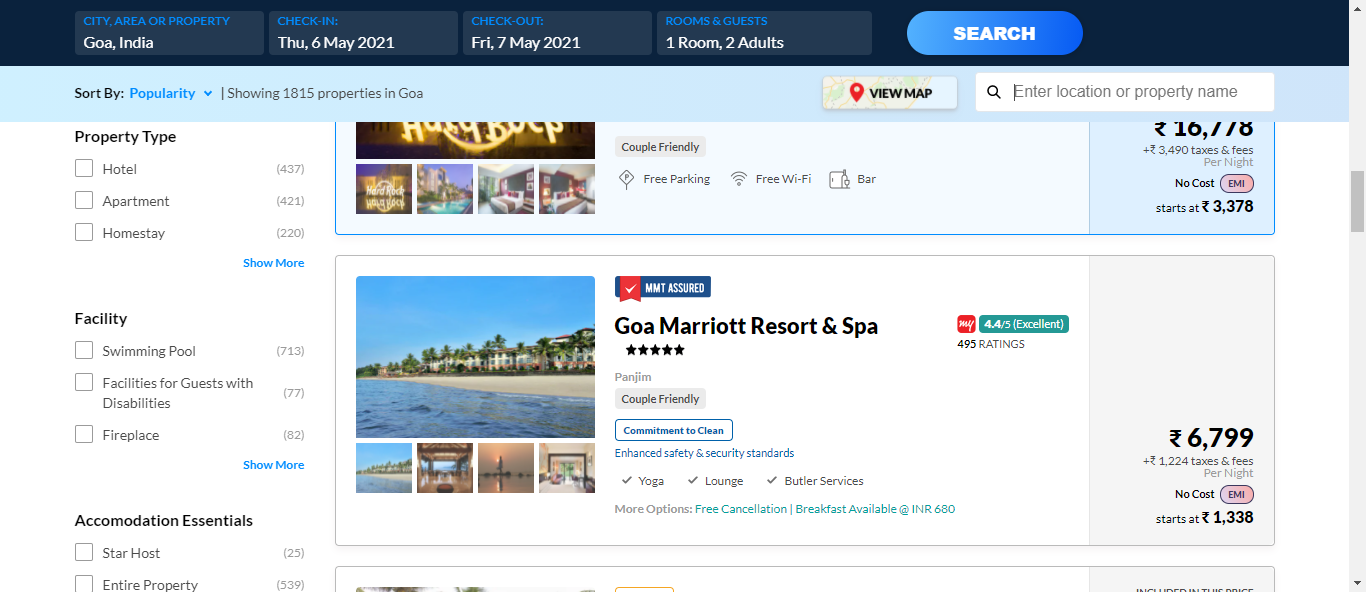 CITY, AREA OR PROPERTY
Goa, India
CHECK-IN:
Thu, 6 May 2021
CHECK-OUT:
Fri, 7 May 2021
ROOMS & GUESTS
1 Room, 2 Adults
SEARCH
Sort By: Popularity | Showing 1815 properties in Goa
VIEW MAP
Enter location or property name
Property Type
Hotel (437)
Apartment (421)
Homestay (220)
Show More
Facility
Swimming Pool (713)
Facilities for Guests with
Disabilities (77)
Fireplace (82)
Show More
Accomodation Essentials
Star Host (25)
Entire Property (539)
Hard Rock
Hard Rock
Couple Friendly
Free Parking Free Wi-Fi Bar
₹ 16,778
+₹ 3,490 taxes & fees
Per Night
No Cost EMI
starts at ₹ 3,378
MMT ASSURED
Goa Marriott Resort & Spa
my 4.4/5 (Excellent)
495 RATINGS
Panjim
Couple Friendly
Commitment to Clean
Enhanced safety & security standards
Yoga Lounge Butler Services
More Options: Free Cancellation | Breakfast Available @ INR 680
₹ 6,799
+₹ 1,224 taxes & fees
Per Night
No Cost EMI
starts at ₹ 1,338
INCLUDED IN THIS PRICE